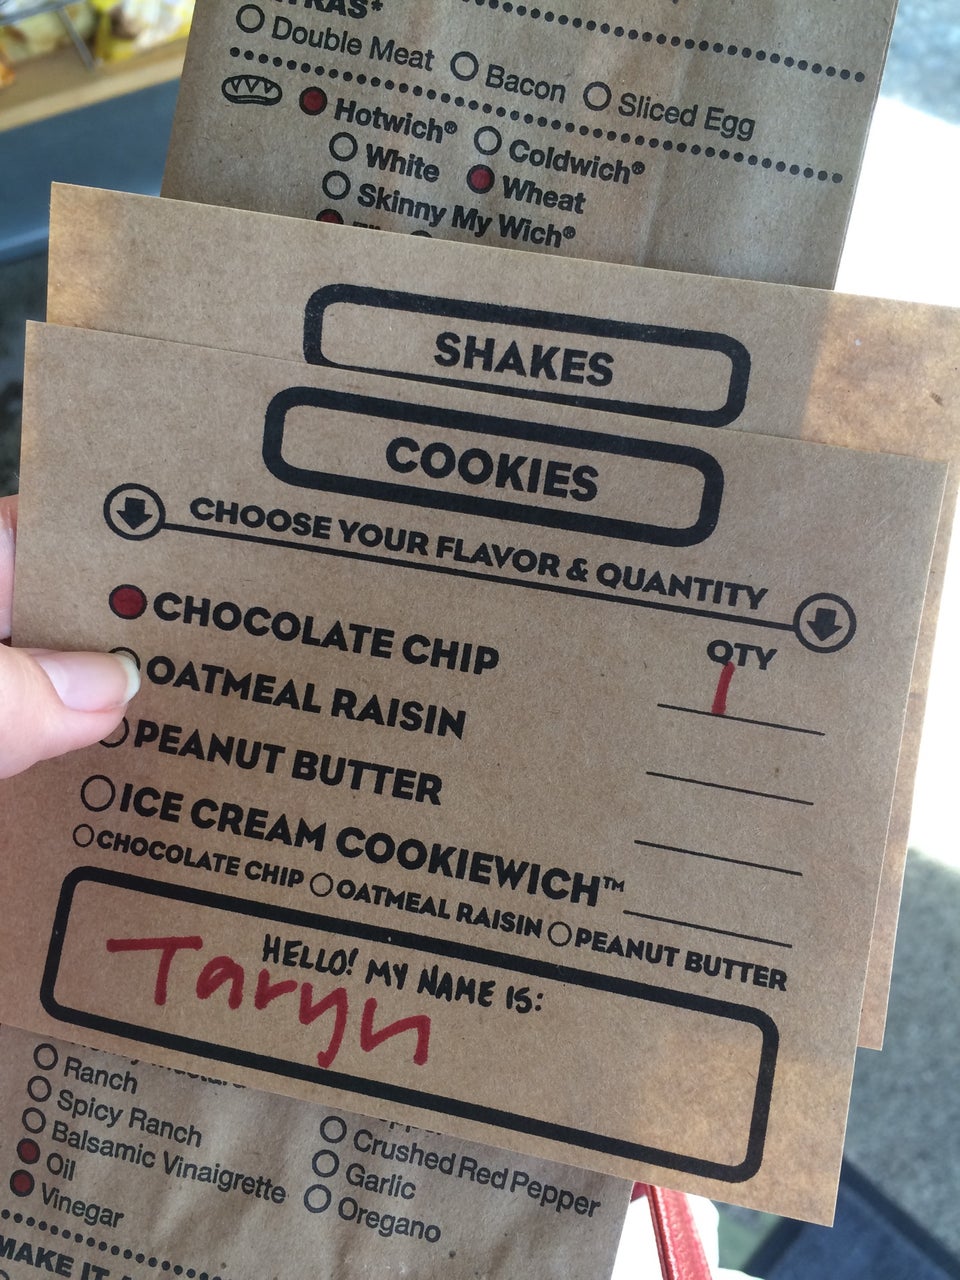 Double Meat Bacon Sliced Egg
Hotwich® Coldwich®
White Wheat
Skinny My Wich®
SHAKES
COOKIES
CHOOSE YOUR FLAVOR & QUANTITY
QTY
CHOCOLATE CHIP 1
OATMEAL RAISIN
PEANUT BUTTER
ICE CREAM COOKIEWICH™
CHOCOLATE CHIP OATMEAL RAISIN PEANUT BUTTER
HELLO! MY NAME IS:
Taryn
Ranch
Spicy Ranch Crushed Red Pepper
Balsamic Vinaigrette Garlic
Oil Oregano
Vinegar
MAKE IT